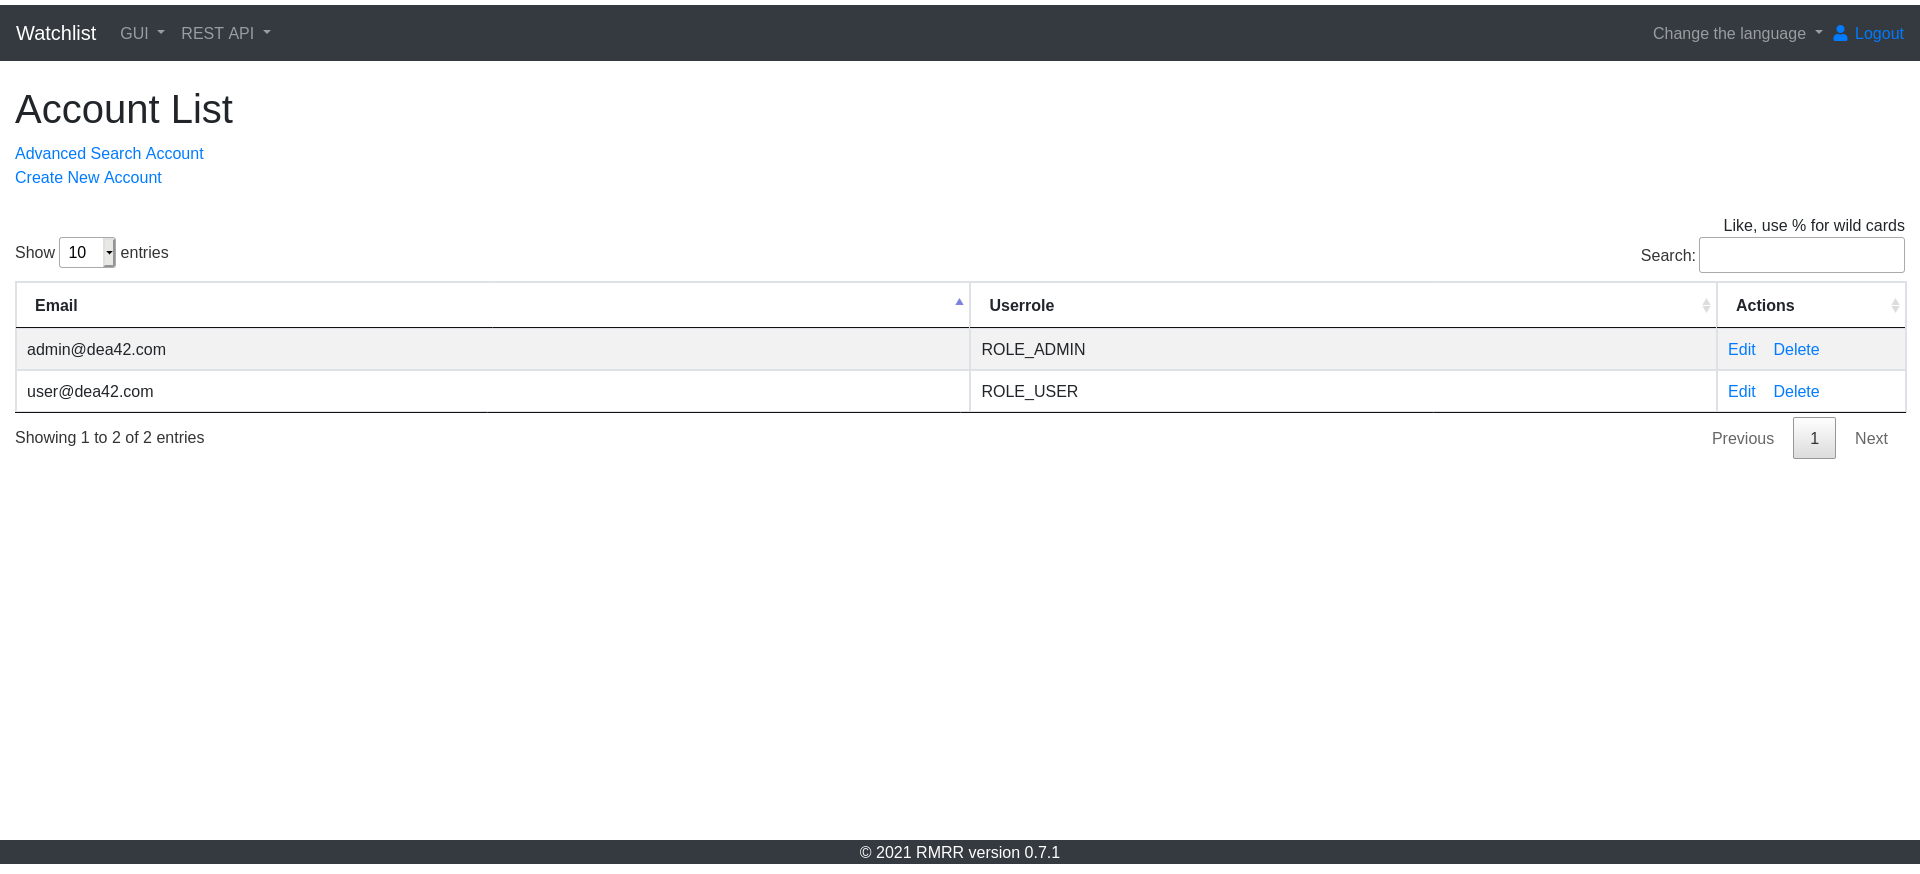 Watchlist GUI REST API Change the language Logout
Account List
Advanced Search Account
Create New Account
Like, use % for wild cards
Show 10 entries Search:
Email Userrole Actions
admin@dea42.com ROLE_ADMIN Edit Delete
user@dea42.com ROLE_USER Edit Delete
Showing 1 to 2 of 2 entries Previous 1 Next
© 2021 RMRR version 0.7.1